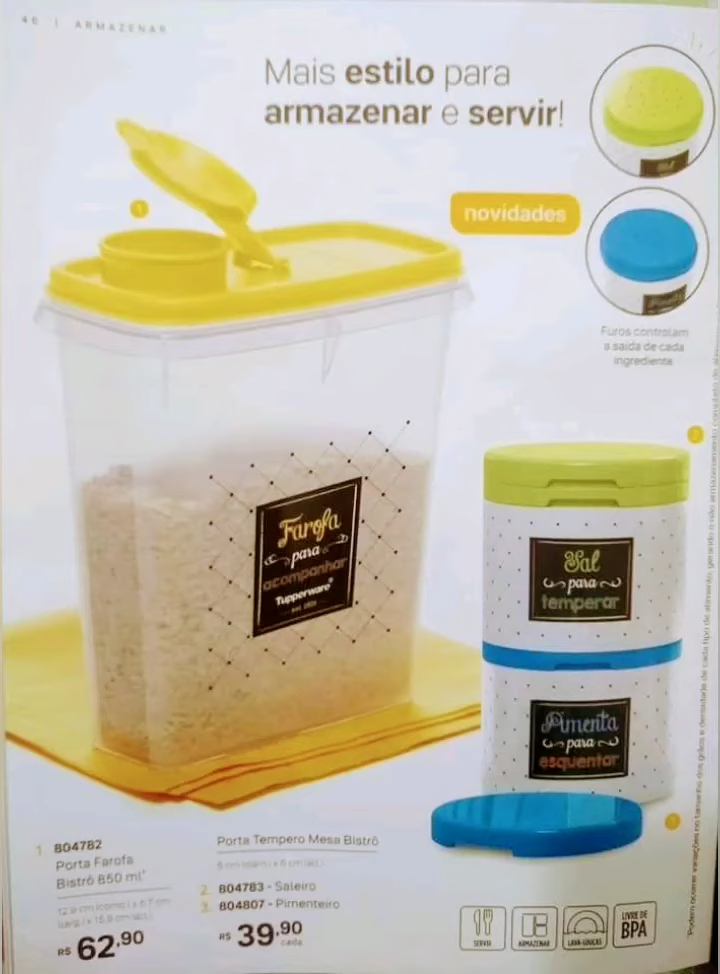 46 | ARMAZENAR
Mais estilo para
armazenar e servir!
1
novidades
Furos controlam
a saída de cada
ingrediente
2
Farofa
para
acompanhar
Tupperware®
Sal
para
temperar
Pimenta
para
esquentar
3
1 804782
Porta Farofa
Bistrô 850 ml*
R$ 62,90
Porta Tempero Mesa Bistrô
2 804783 - Saleiro
3 804807 - Pimenteiro
R$ 39,90
cada
SERVIR
ARMAZENAR
LAVA-LOUÇAS
LIVRE DE
BPA